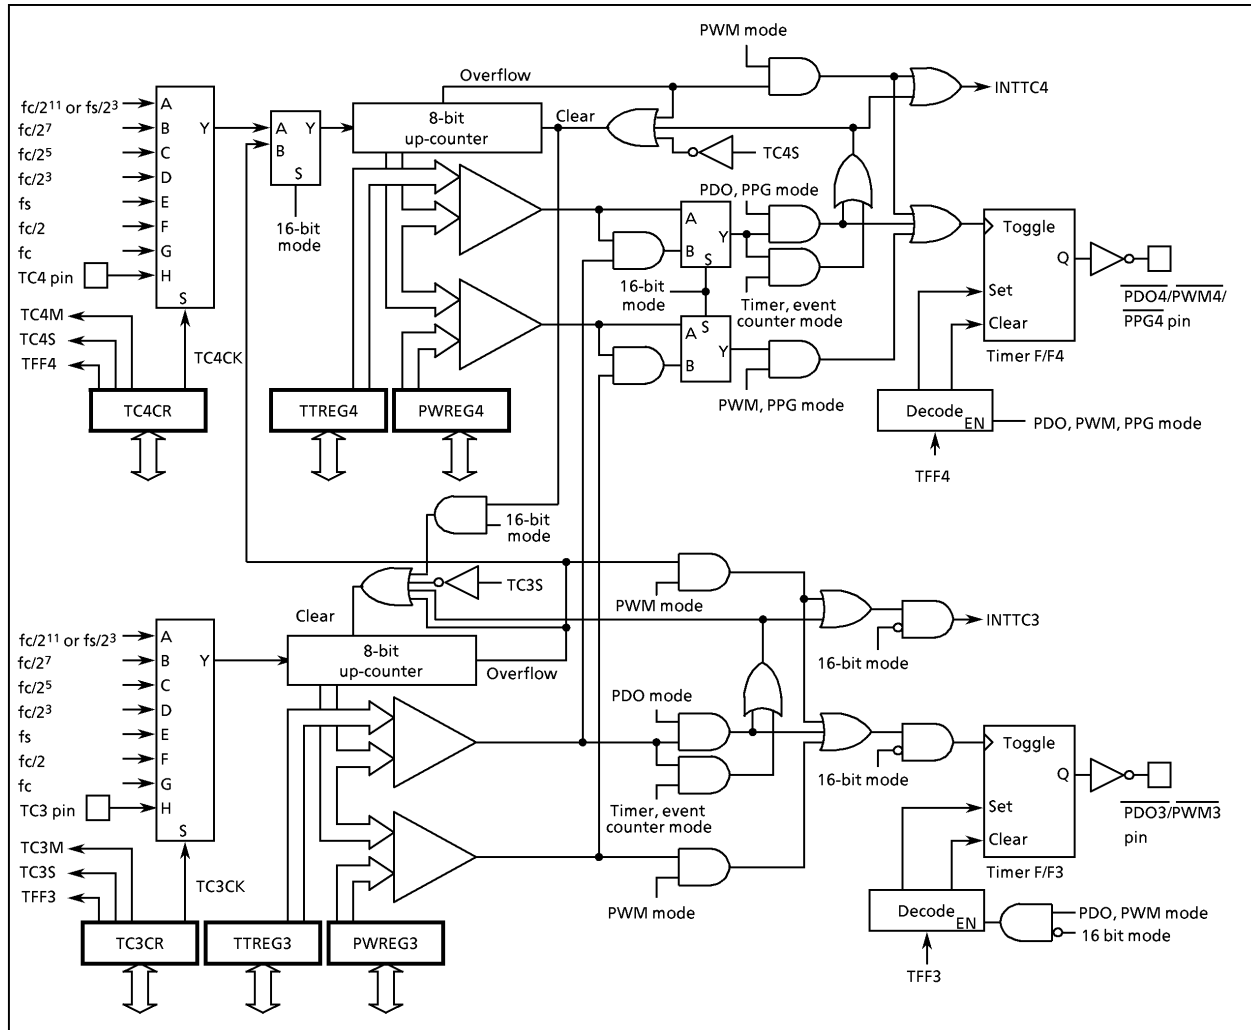 PWM mode
Overflow
INTTC4
fc/2¹¹ or fs/2³
fc/2⁷
fc/2⁵
fc/2³
fs
fc/2
fc
TC4 pin
A
B
C
D
E
F
G
H
Y
S
A
B
Y
S
16-bit
mode
8-bit
up-counter
Clear
TC4S
PDO, PPG mode
A
B
Y
S
16-bit
mode
Timer, event
counter mode
S
A
B
Y
PWM, PPG mode
Toggle
Q
Set
Clear
Timer F/F4
PDO4/PWM4/
PPG4 pin
TC4M
TC4S
TFF4
TC4CK
TC4CR
TTREG4
PWREG4
Decode
EN
PDO, PWM, PPG mode
TFF4
16-bit
mode
TC3S
PWM mode
INTTC3
16-bit mode
Clear
fc/2¹¹ or fs/2³
fc/2⁷
fc/2⁵
fc/2³
fs
fc/2
fc
TC3 pin
A
B
C
D
E
F
G
H
Y
S
8-bit
up-counter
Overflow
PDO mode
Timer, event
counter mode
16-bit mode
Toggle
Q
Set
Clear
Timer F/F3
PDO3/PWM3
pin
PWM mode
TC3M
TC3S
TFF3
TC3CK
TC3CR
TTREG3
PWREG3
Decode
EN
PDO, PWM mode
16 bit mode
TFF3